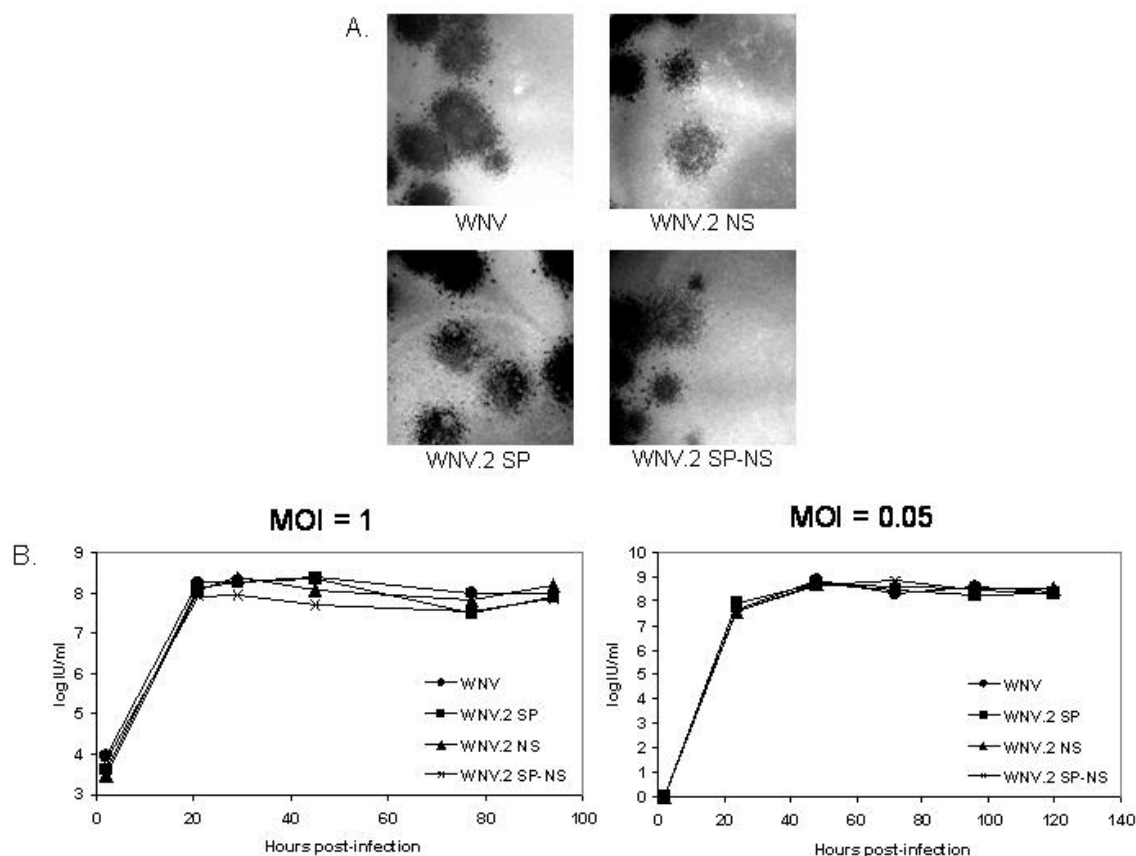 A.
WNV
WNV.2 NS
WNV.2 SP
WNV.2 SP-NS
B.
MOI = 1
9
8
7
6
5
4
3
log IU/ml
0
20
40
60
80
100
Hours post-infection
WNV
WNV.2 SP
WNV.2 NS
WNV.2 SP-NS
MOI = 0.05
10
9
8
7
6
5
4
3
2
1
0
log IU/ml
0
20
40
60
80
100
120
140
Hours post-infection
WNV
WNV.2 SP
WNV.2 NS
WNV.2 SP-NS